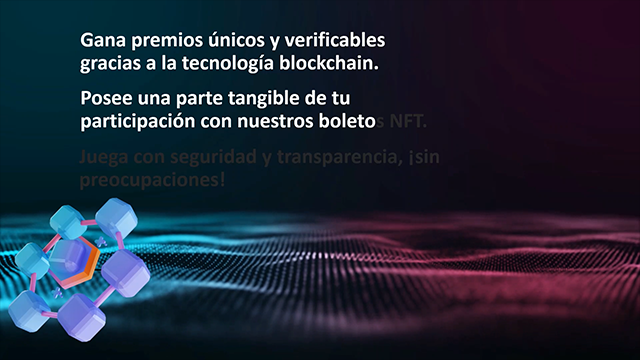 Gana premios únicos y verificables
gracias a la tecnología blockchain.
Posee una parte tangible de tu
participación con nuestros boletos NFT.
Juega con seguridad y transparencia, ¡sin
preocupaciones!